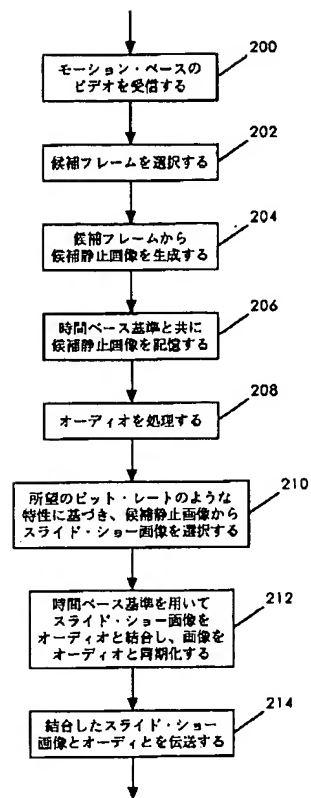 200
モーション・ベースの
ビデオを受信する
202
候補フレームを選択する
204
候補フレームから
候補静止画像を生成する
206
時間ベース基準と共に
候補静止画像を記憶する
208
オーディオを処理する
210
所望のビット・レートのような
特性に基づき、候補静止画像から
スライド・ショー画像を選択する
212
時間ベース基準を用いて
スライド・ショー画像を
オーディオと結合し、画像を
オーディオと同期化する
214
結合したスライド・ショー
画像とオーディとを伝送する